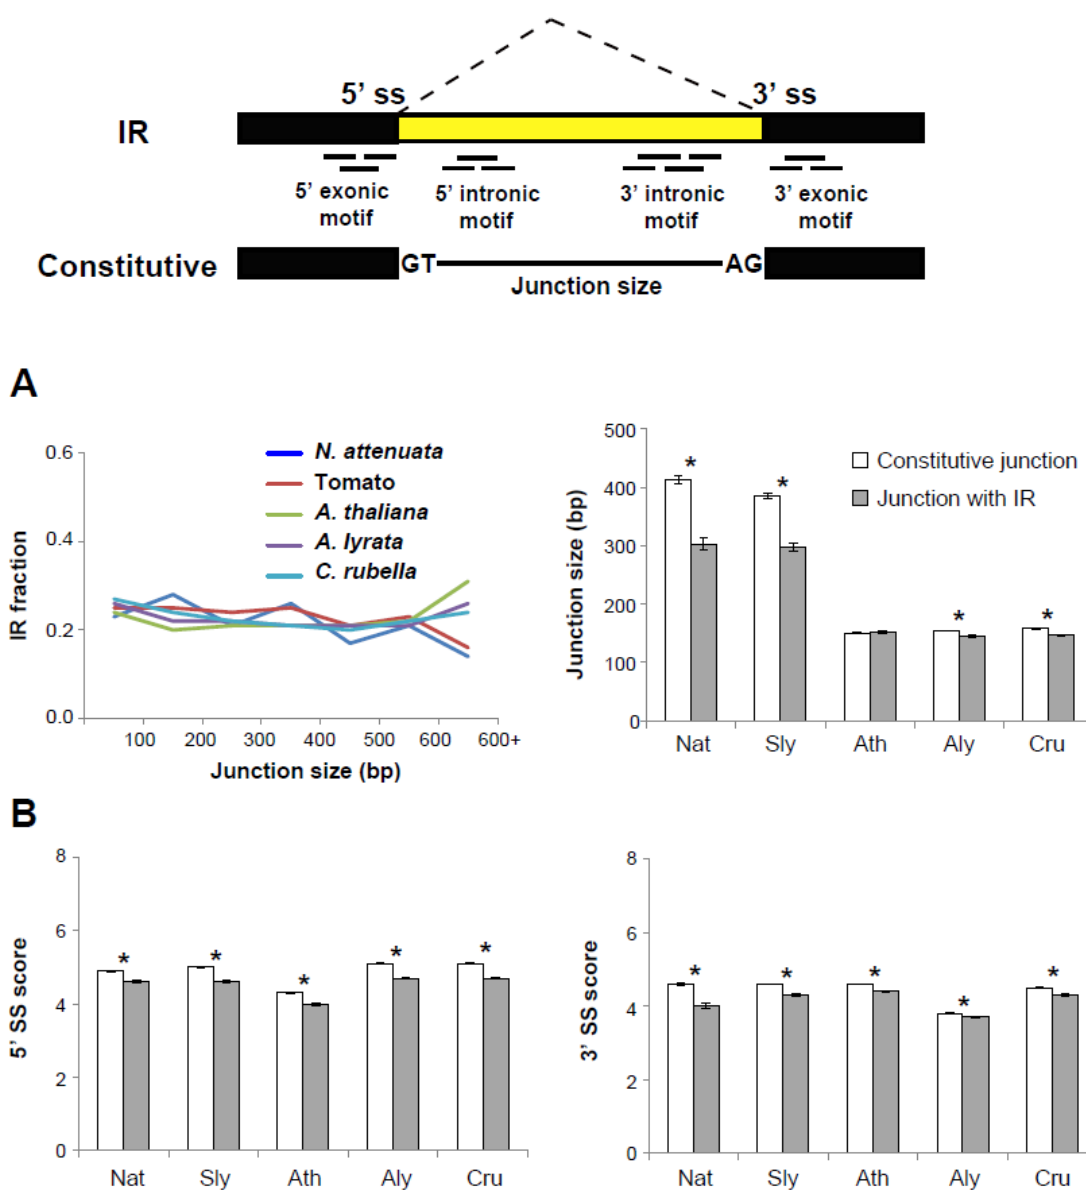 5’ ss 3’ ss
IR
5’ exonic motif
5’ intronic motif
3’ intronic motif
3’ exonic motif
Constitutive GT AG
Junction size
A
IR fraction
0.6
0.4
0.2
0.0
N. attenuata
Tomato
A. thaliana
A. lyrata
C. rubella
100 200 300 400 500 600 600+
Junction size (bp)
Junction size (bp)
500
400
300
200
100
0
* * * *
Constitutive junction
Junction with IR
Nat Sly Ath Aly Cru
B
5’ SS score
8
6
4
2
0
* * * * *
Nat Sly Ath Aly Cru
3’ SS score
8
6
4
2
0
* * * * *
Nat Sly Ath Aly Cru